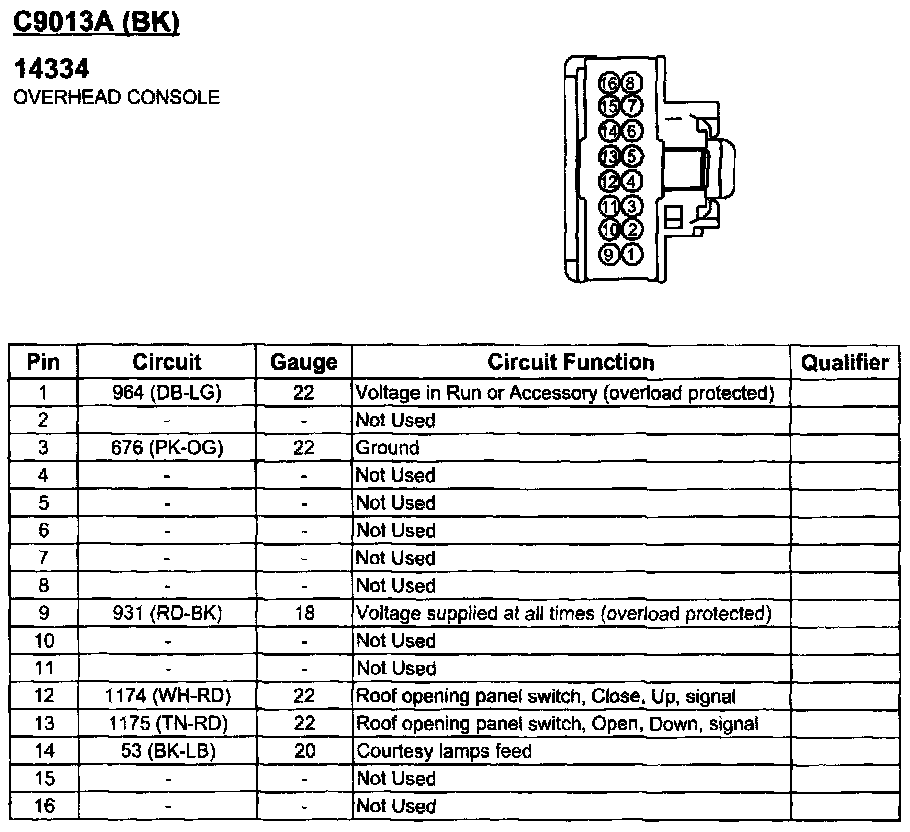 C9013A (BK)
14334
OVERHEAD CONSOLE
16 8
15 7
14 6
13 5
12 4
11 3
10 2
9 1
Pin Circuit Gauge Circuit Function Qualifier
1 964 (DB-LG) 22 Voltage in Run or Accessory (overload protected)
2 - - Not Used
3 676 (PK-OG) 22 Ground
4 - - Not Used
5 - - Not Used
6 - - Not Used
7 - - Not Used
8 - - Not Used
9 931 (RD-BK) 18 Voltage supplied at all times (overload protected)
10 - - Not Used
11 - - Not Used
12 1174 (WH-RD) 22 Roof opening panel switch, Close, Up, signal
13 1175 (TN-RD) 22 Roof opening panel switch, Open, Down, signal
14 53 (BK-LB) 20 Courtesy lamps feed
15 - - Not Used
16 - - Not Used